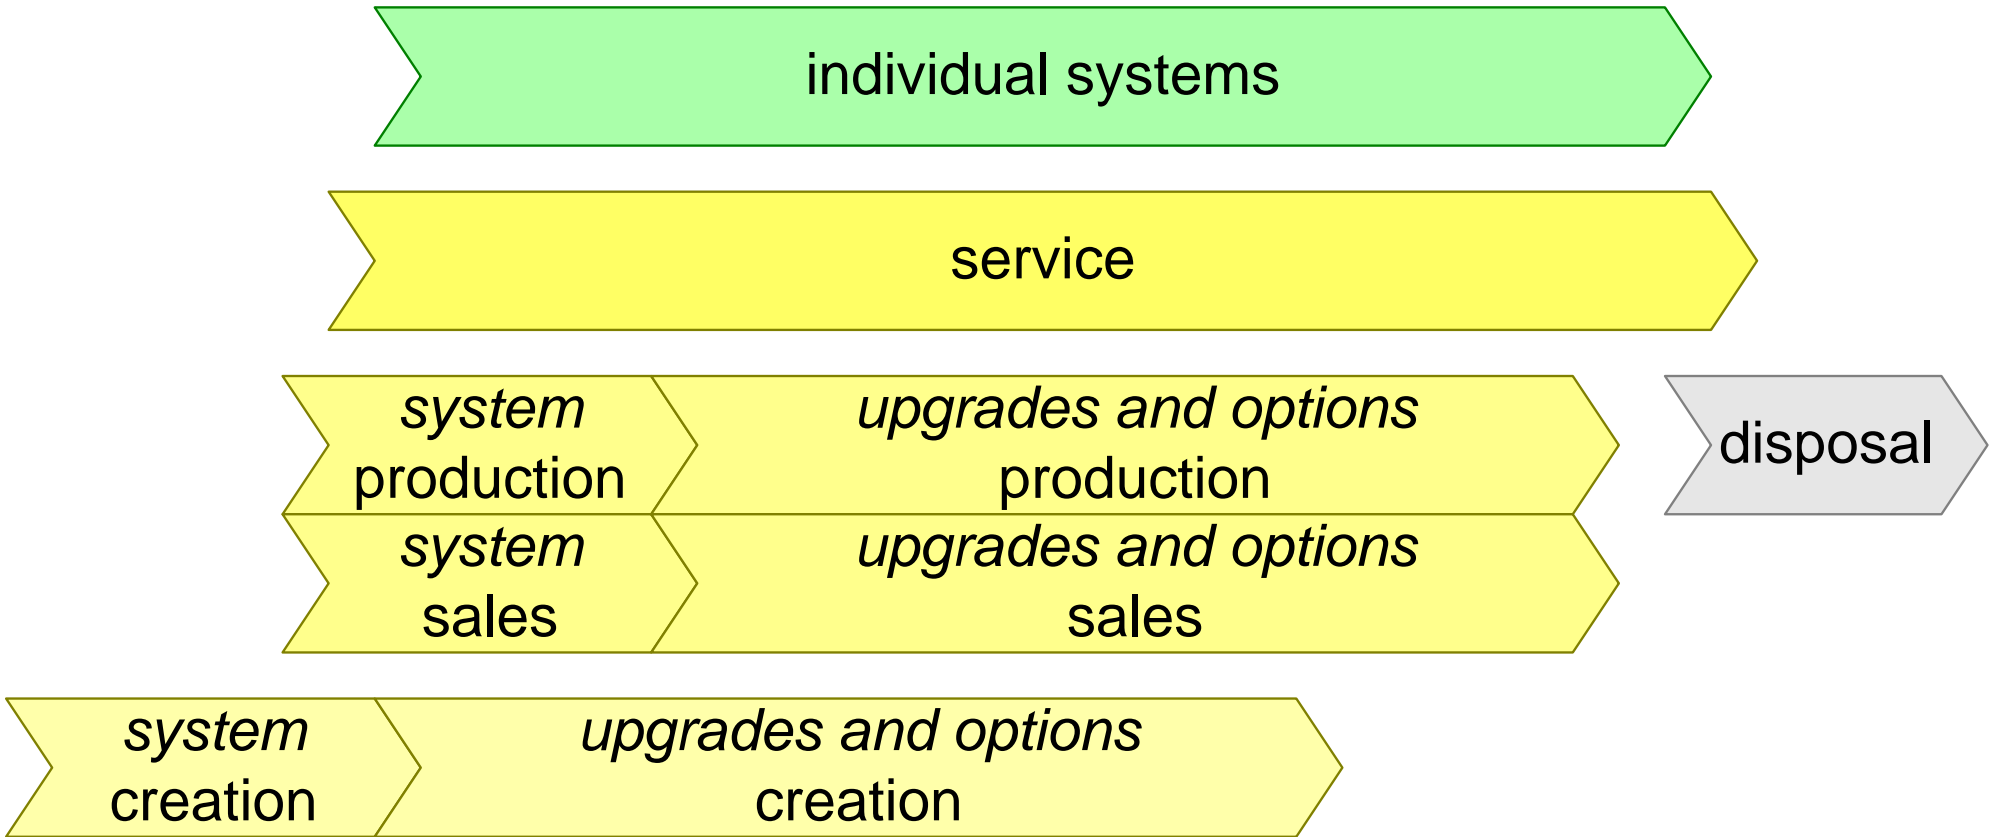 individual systems
service
system
production
upgrades and options
production
disposal
system
sales
upgrades and options
sales
system
creation
upgrades and options
creation